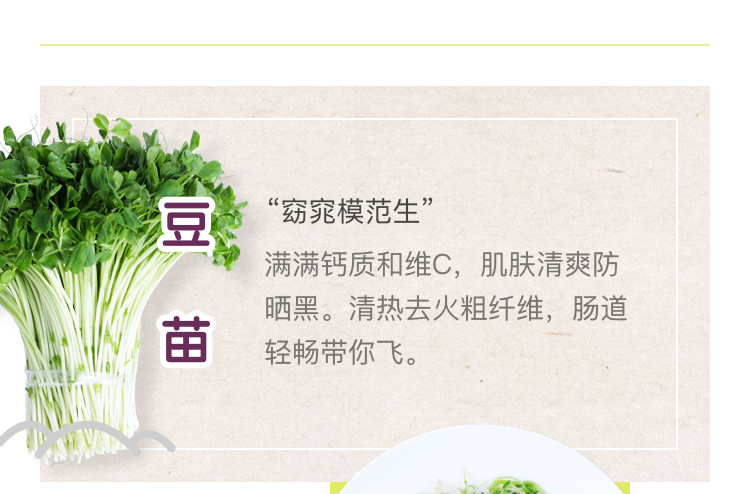 豆苗
“窈窕模范生”
满满钙质和维C，肌肤清爽防
晒黑。清热去火粗纤维，肠道
轻畅带你飞。